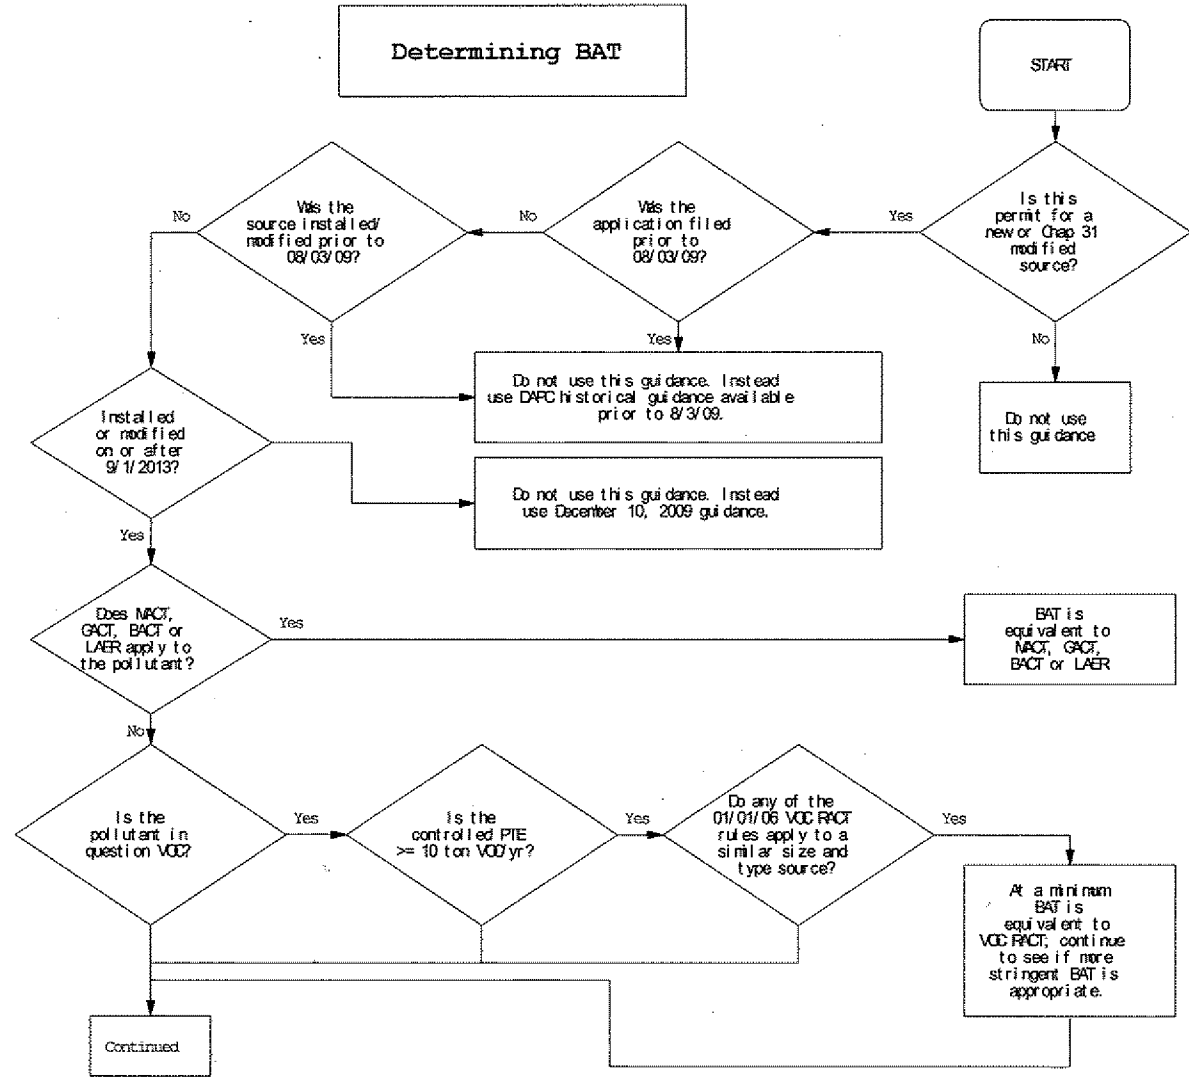 Determining BAT
START
Is this
permit for a
new or Chap 31
modified
source?
Yes
No
Do not use
this guidance
Was the
application filed
prior to
08/03/09?
No
Yes
Was the
source installed/
modified prior to
08/03/09?
No
Yes
Do not use this guidance. Instead
use DAPC historical guidance available
prior to 8/3/09.
Installed
or modified
on or after
9/1/2013?
Do not use this guidance. Instead
use December 10, 2009 guidance.
Yes
Does MACT,
GACT, BACT or
LAER apply to
the pollutant?
Yes
BAT is
equivalent to
MACT, GACT,
BACT or LAER
No
Is the
pollutant in
question VOC?
Yes
Is the
controlled PTE
>= 10 ton VOC/yr?
Yes
Do any of the
01/01/06 VOC RACT
rules apply to a
similar size and
type source?
Yes
At a minimum
BAT is
equivalent to
VOC RACT; continue
to see if more
stringent BAT is
appropriate.
Continued